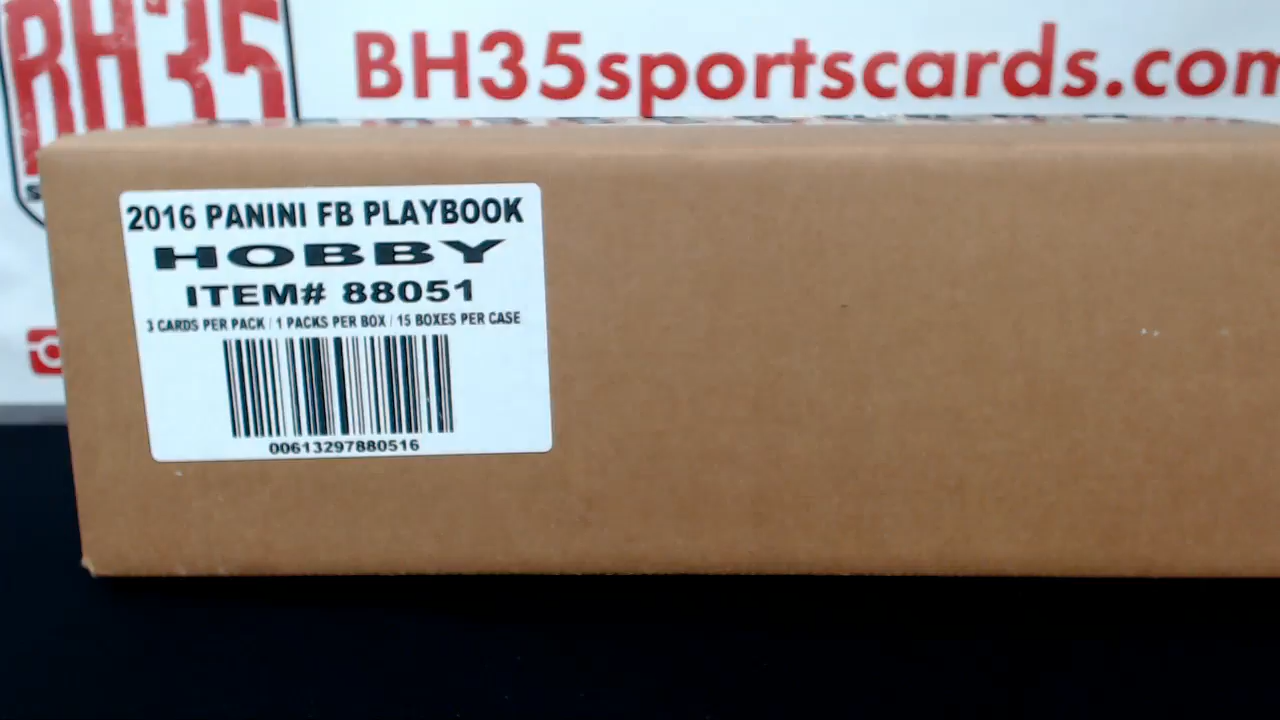 BH35
BH35sportscards.com
2016 PANINI FB PLAYBOOK
HOBBY
ITEM# 88051
3 CARDS PER PACK / 1 PACKS PER BOX / 15 BOXES PER CASE
00613297880516